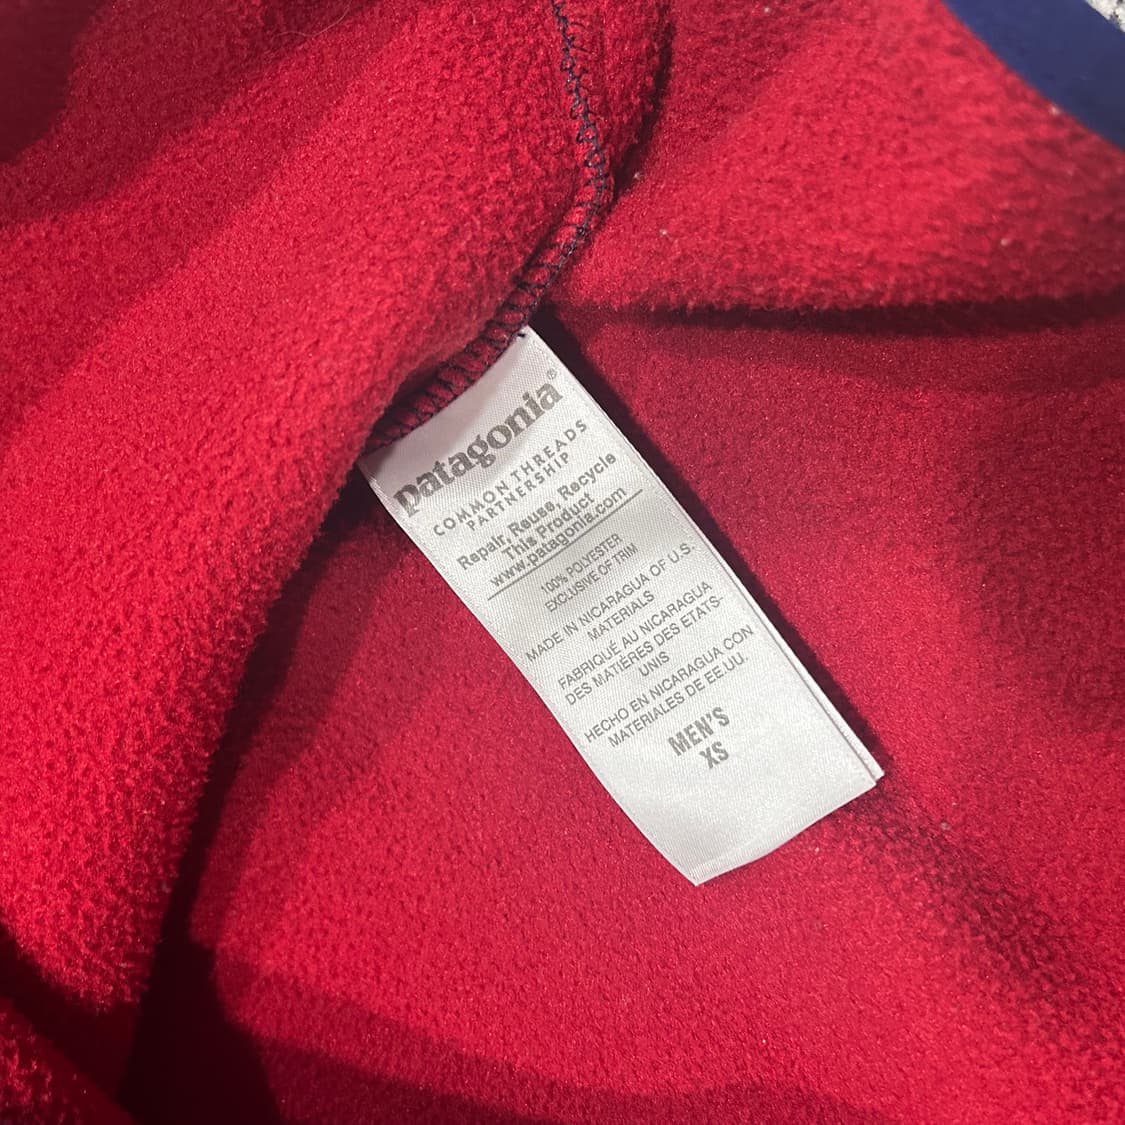 patagonia®
COMMON THREADS
PARTNERSHIP
Repair, Reuse, Recycle
This Product
www.patagonia.com
100% POLYESTER
EXCLUSIVE OF TRIM
MADE IN NICARAGUA OF U.S.
MATERIALS
FABRIQUÉ AU NICARAGUA
DES MATIÈRES DES ETATS-
UNIS
HECHO EN NICARAGUA CON
MATERIALES DE EE.UU.
MEN'S
XS